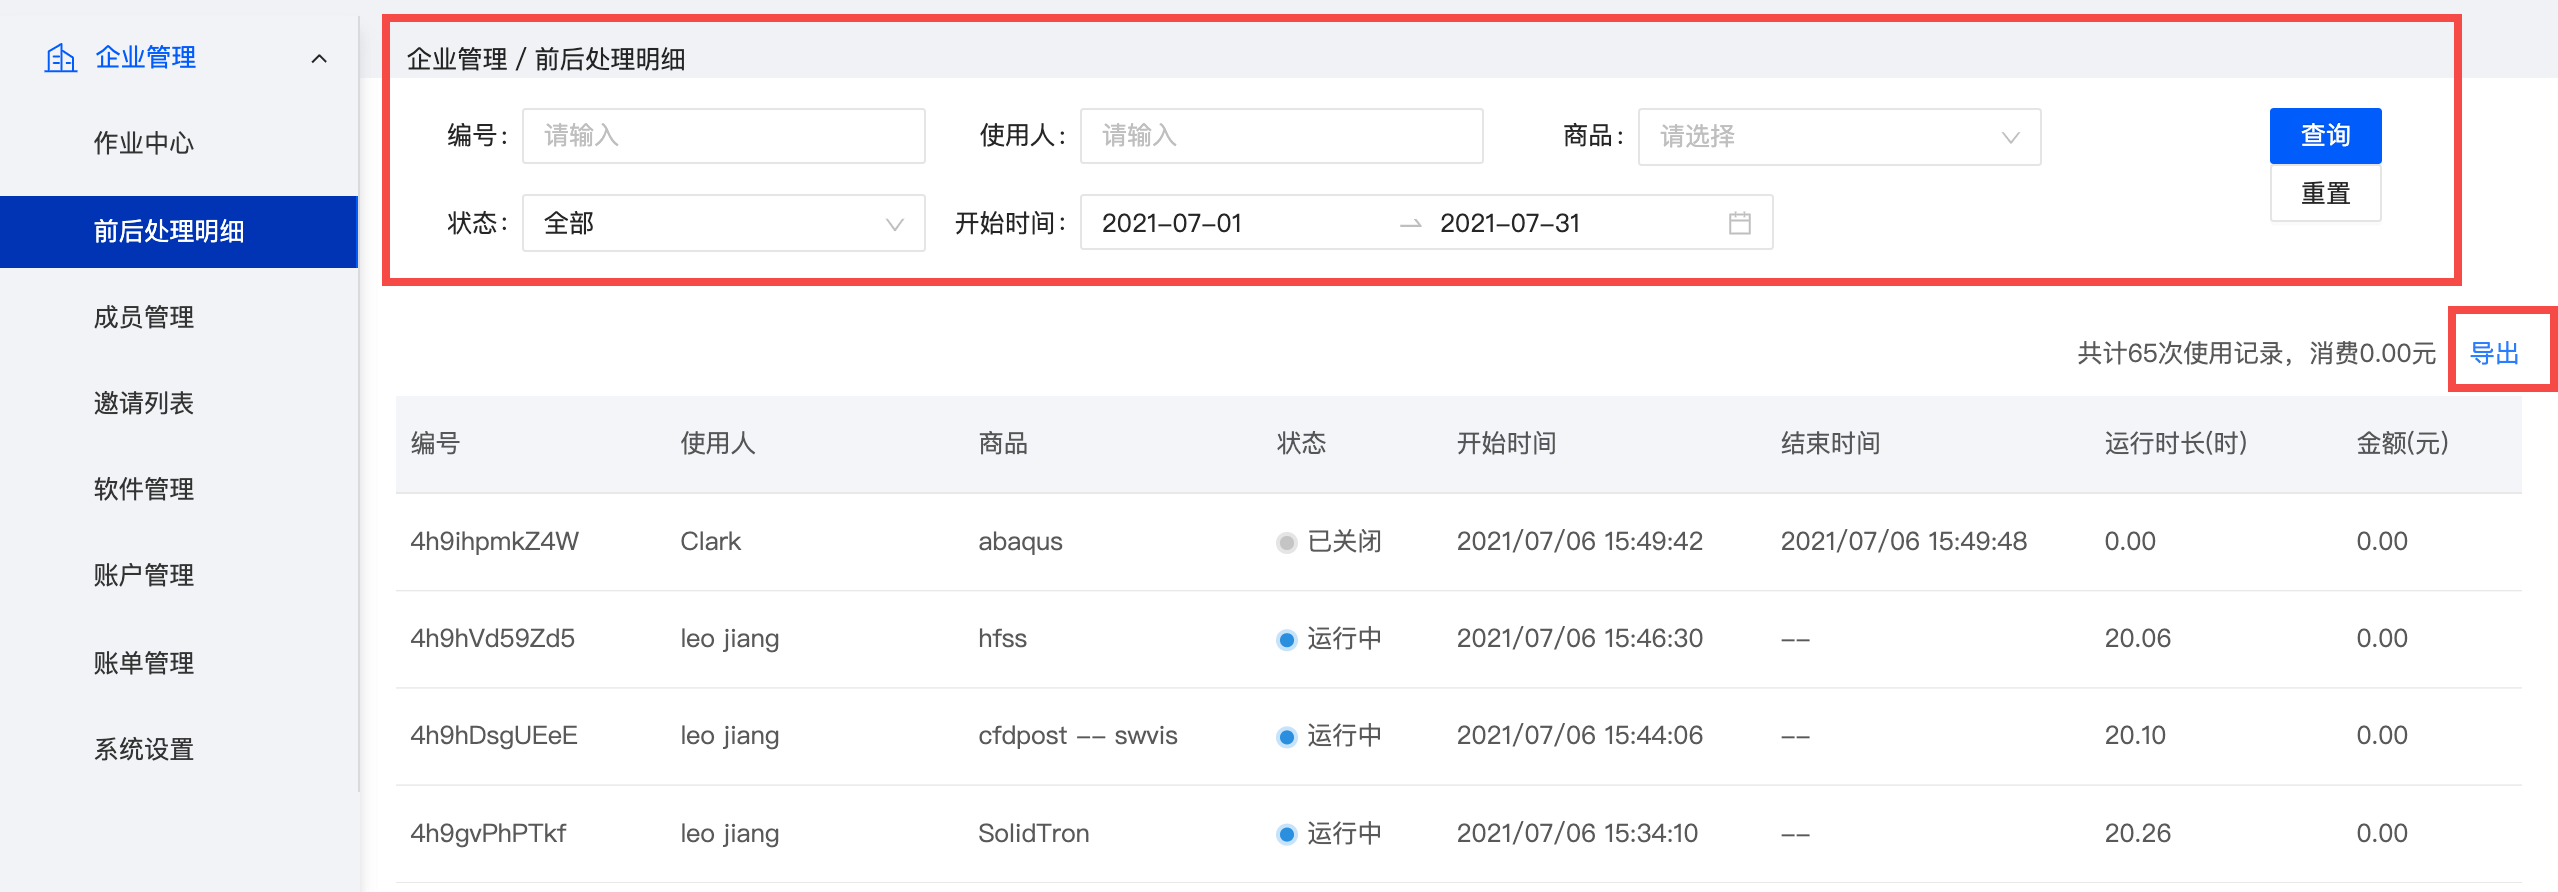 企业管理
作业中心
前后处理明细
成员管理
邀请列表
软件管理
账户管理
账单管理
系统设置
企业管理 / 前后处理明细
编号: 请输入 使用人: 请输入 商品: 请选择 查询
重置
状态: 全部 开始时间: 2021-07-01 → 2021-07-31
共计65次使用记录，消费0.00元 导出
编号 使用人 商品 状态 开始时间 结束时间 运行时长(时) 金额(元)
4h9ihpmkZ4W Clark abaqus 已关闭 2021/07/06 15:49:42 2021/07/06 15:49:48 0.00 0.00
4h9hVd59Zd5 leo jiang hfss 运行中 2021/07/06 15:46:30 -- 20.06 0.00
4h9hDsgUEeE leo jiang cfdpost -- swvis 运行中 2021/07/06 15:44:06 -- 20.10 0.00
4h9gvPhPTkf leo jiang SolidTron 运行中 2021/07/06 15:34:10 -- 20.26 0.00